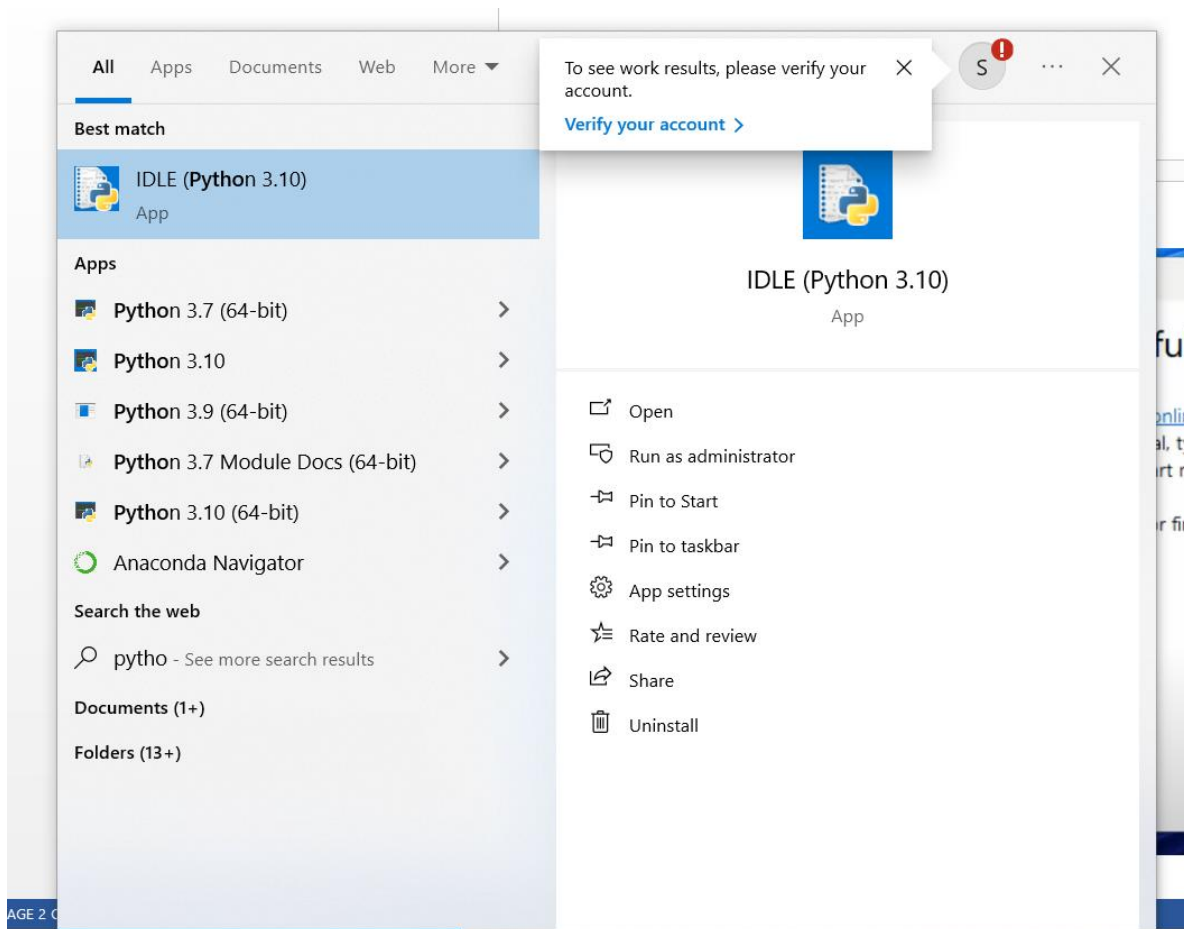 All Apps Documents Web More
To see work results, please verify your
account.
Verify your account
S
Best match
IDLE (Python 3.10)
App
Apps
Python 3.7 (64-bit)
Python 3.10
Python 3.9 (64-bit)
Python 3.7 Module Docs (64-bit)
Python 3.10 (64-bit)
Anaconda Navigator
Search the web
pytho - See more search results
Documents (1+)
Folders (13+)
IDLE (Python 3.10)
App
Open
Run as administrator
Pin to Start
Pin to taskbar
App settings
Rate and review
Share
Uninstall
AGE 2